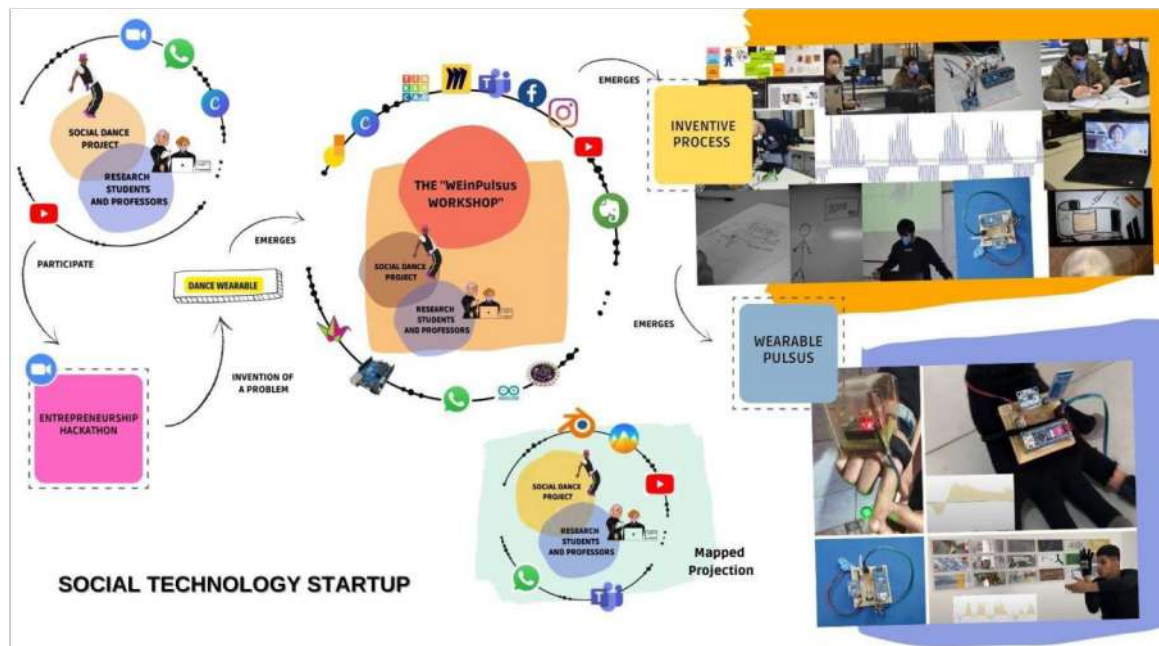 SOCIAL DANCE
PROJECT
RESEARCH
STUDENTS
AND PROFESSORS
PARTICIPATE
ENTREPRENEURSHIP
HACKATHON
INVENTION OF
A PROBLEM
DANCE WEARABLE
EMERGES
THE "WEinPulsus
WORKSHOP"
SOCIAL DANCE
PROJECT
RESEARCH
STUDENTS
AND PROFESSORS
EMERGES
INVENTIVE
PROCESS
EMERGES
WEARABLE
PULSUS
SOCIAL DANCE
PROJECT
RESEARCH
STUDENTS
AND PROFESSORS
Mapped
Projection
SOCIAL TECHNOLOGY STARTUP